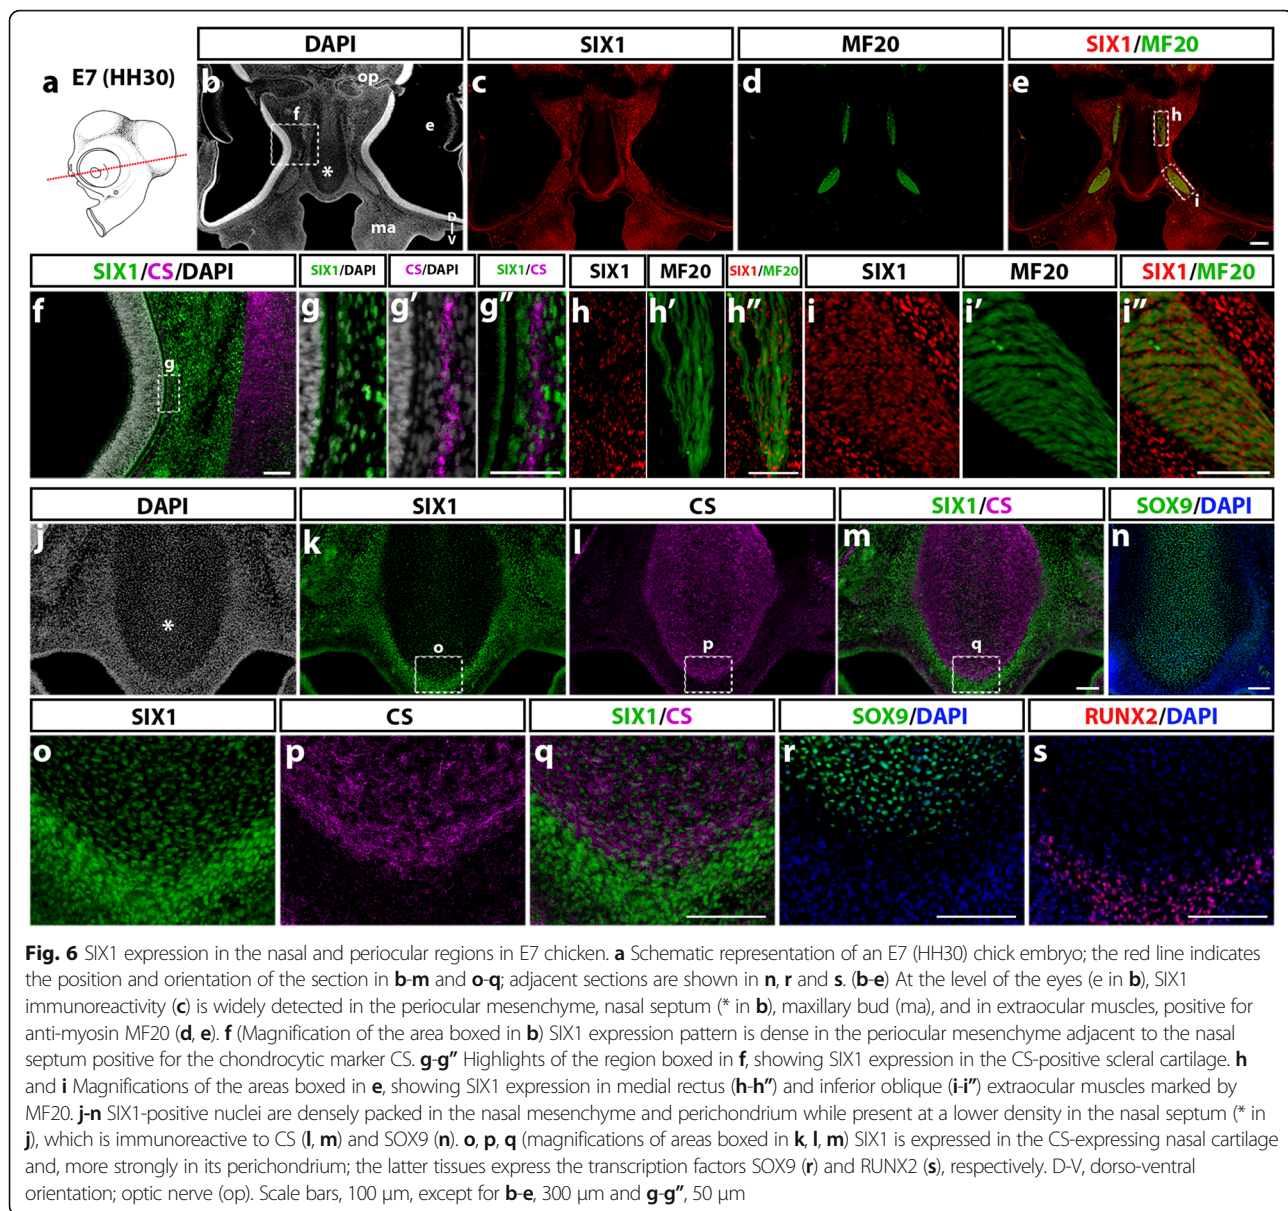 DAPI
SIX1
MF20
SIX1/MF20
a E7 (HH30)
b
op
f
e
*
ma
D
V
c
d
e
h
i
SIX1/CS/DAPI
SIX1/DAPI
CS/DAPI
SIX1/CS
SIX1
MF20
SIX1/MF20
SIX1
MF20
SIX1/MF20
f
g
g
g′
g″
h
h′
h″
i
i′
i″
DAPI
SIX1
CS
SIX1/CS
SOX9/DAPI
j
*
k
o
l
p
m
q
n
SIX1
CS
SIX1/CS
SOX9/DAPI
RUNX2/DAPI
o
p
q
r
s
Fig. 6 SIX1 expression in the nasal and periocular regions in E7 chicken. a Schematic representation of an E7 (HH30) chick embryo; the red line indicates
the position and orientation of the section in b-m and o-q; adjacent sections are shown in n, r and s. (b-e) At the level of the eyes (e in b), SIX1
immunoreactivity (c) is widely detected in the periocular mesenchyme, nasal septum (* in b), maxillary bud (ma), and in extraocular muscles, positive for
anti-myosin MF20 (d, e). f (Magnification of the area boxed in b) SIX1 expression pattern is dense in the periocular mesenchyme adjacent to the nasal
septum positive for the chondrocytic marker CS. g-g″ Highlights of the region boxed in f, showing SIX1 expression in the CS-positive scleral cartilage. h
and i Magnifications of the areas boxed in e, showing SIX1 expression in medial rectus (h-h″) and inferior oblique (i-i″) extraocular muscles marked by
MF20. j-n SIX1-positive nuclei are densely packed in the nasal mesenchyme and perichondrium while present at a lower density in the nasal septum (* in
j), which is immunoreactive to CS (l, m) and SOX9 (n). o, p, q (magnifications of areas boxed in k, l, m) SIX1 is expressed in the CS-expressing nasal cartilage
and, more strongly in its perichondrium; the latter tissues express the transcription factors SOX9 (r) and RUNX2 (s), respectively. D-V, dorso-ventral
orientation; optic nerve (op). Scale bars, 100 μm, except for b-e, 300 μm and g-g″, 50 μm